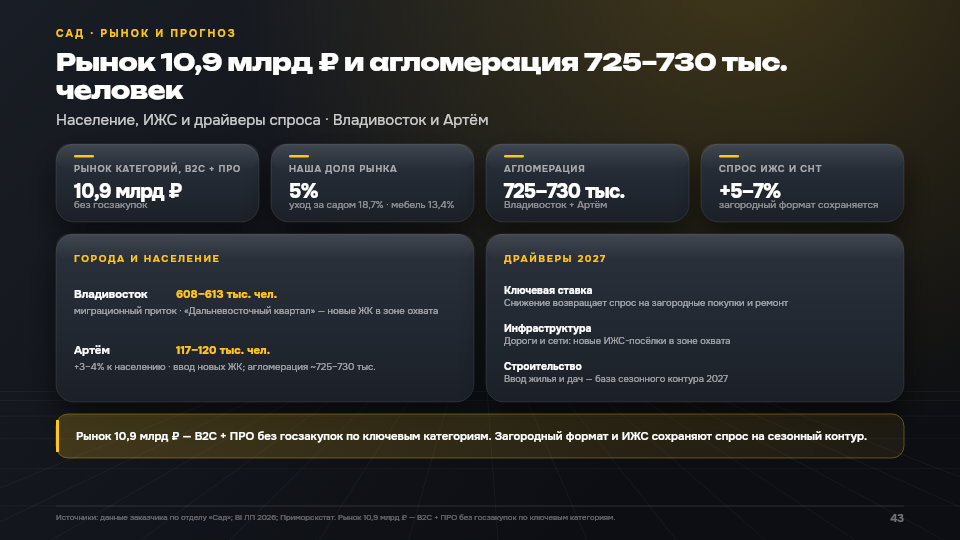 САД · РЫНОК И ПРОГНОЗ
Рынок 10,9 млрд ₽ и агломерация 725–730 тыс.
человек
Население, ИЖС и драйверы спроса · Владивосток и Артём
РЫНОК КАТЕГОРИЙ, B2C + ПРО
10,9 млрд ₽
без госзакупок
НАША ДОЛЯ РЫНКА
5%
уход за садом 18,7% · мебель 13,4%
АГЛОМЕРАЦИЯ
725–730 тыс.
Владивосток + Артём
СПРОС ИЖС И СНТ
+5–7%
загородный формат сохраняется
ГОРОДА И НАСЕЛЕНИЕ
Владивосток 608–613 тыс. чел.
миграционный приток · «Дальневосточный квартал» — новые ЖК в зоне охвата
Артём 117–120 тыс. чел.
+3–4% к населению · ввод новых ЖК; агломерация ~725–730 тыс.
ДРАЙВЕРЫ 2027
Ключевая ставка
Снижение возвращает спрос на загородные покупки и ремонт
Инфраструктура
Дороги и сети: новые ИЖС-посёлки в зоне охвата
Строительство
Ввод жилья и дач — база сезонного контура 2027
Рынок 10,9 млрд ₽ — B2C + ПРО без госзакупок по ключевым категориям. Загородный формат и ИЖС сохраняют спрос на сезонный контур.
Источники: данные заказчика по отделу «Сад»; BI ЛП 2026; Приморскстат. Рынок 10,9 млрд ₽ — B2C + ПРО без госзакупок по ключевым категориям.
43